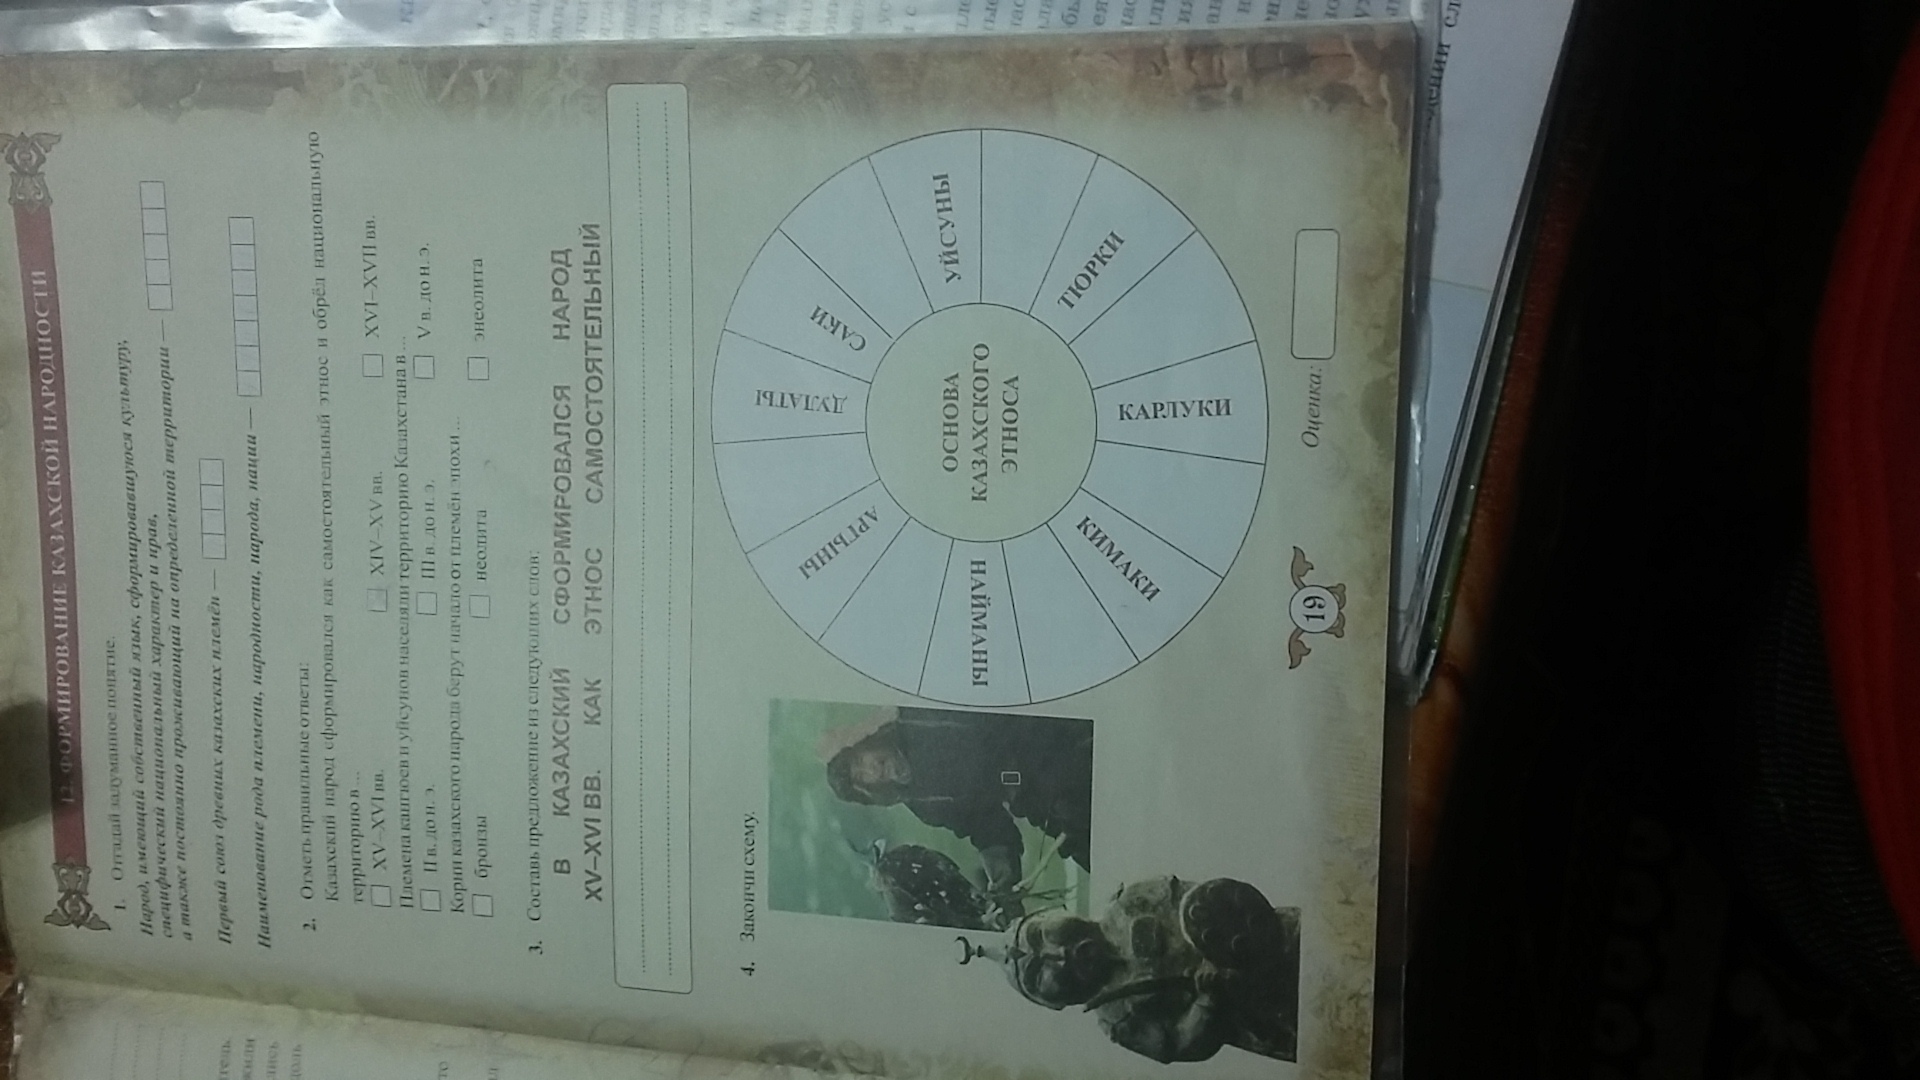 12. ФОРМИРОВАНИЕ КАЗАХСКОЙ НАРОДНОСТИ
1. Отгадай задуманное понятие.
Народ, имеющий собственный язык, сформировавшуюся культуру,
специфический национальный характер и нрав,
а также постоянно проживающий на определенной территории —
Первый союз древних казахских племён —
Наименование рода племени, народности, народа, нации —
2. Отметь правильные ответы:
Казахский народ сформировался как самостоятельный этнос и обрёл национальную
территорию в ...
XV–XVI вв. XIV–XV вв. XVI–XVII вв.
Племена кангюев и уйсунов населяли территорию Казахстана в ...
II в. до н. э. III в. до н. э. V в. до н. э.
Корни казахского народа берут начало от племён эпохи ...
бронзы неолита энеолита
3. Составь предложение из следующих слов:
В КАЗАХСКИЙ СФОРМИРОВАЛСЯ НАРОД
XV–XVI ВВ. КАК ЭТНОС САМОСТОЯТЕЛЬНЫЙ
4. Закончи схему.
ОСНОВА
КАЗАХСКОГО
ЭТНОСА
АРГЫНЫ
ДУЛАТЫ
САКИ
УЙСУНЫ
ТЮРКИ
КАРЛУКИ
КИМАКИ
НАЙМАНЫ
Оценка:
19